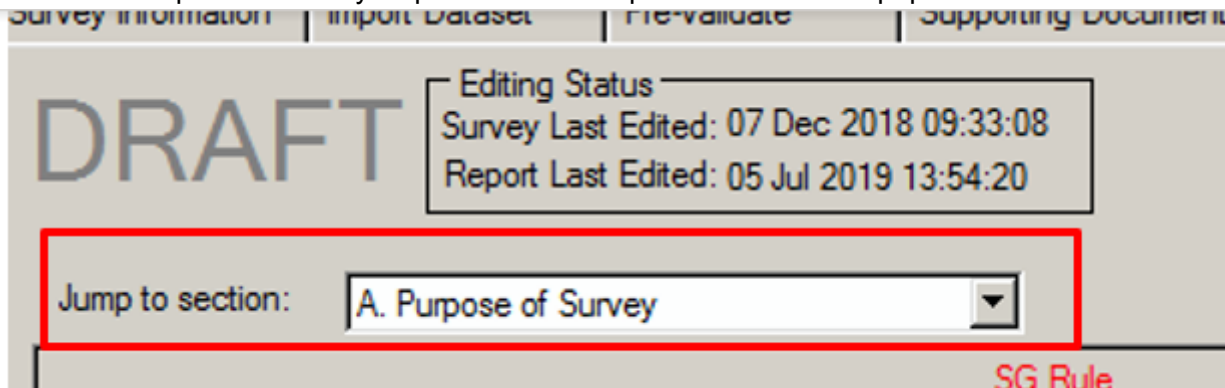 Survey Information Import Dataset Pre-Validate Supporting Document
DRAFT
Editing Status
Survey Last Edited: 07 Dec 2018 09:33:08
Report Last Edited: 05 Jul 2019 13:54:20
Jump to section: A. Purpose of Survey
SG Rule